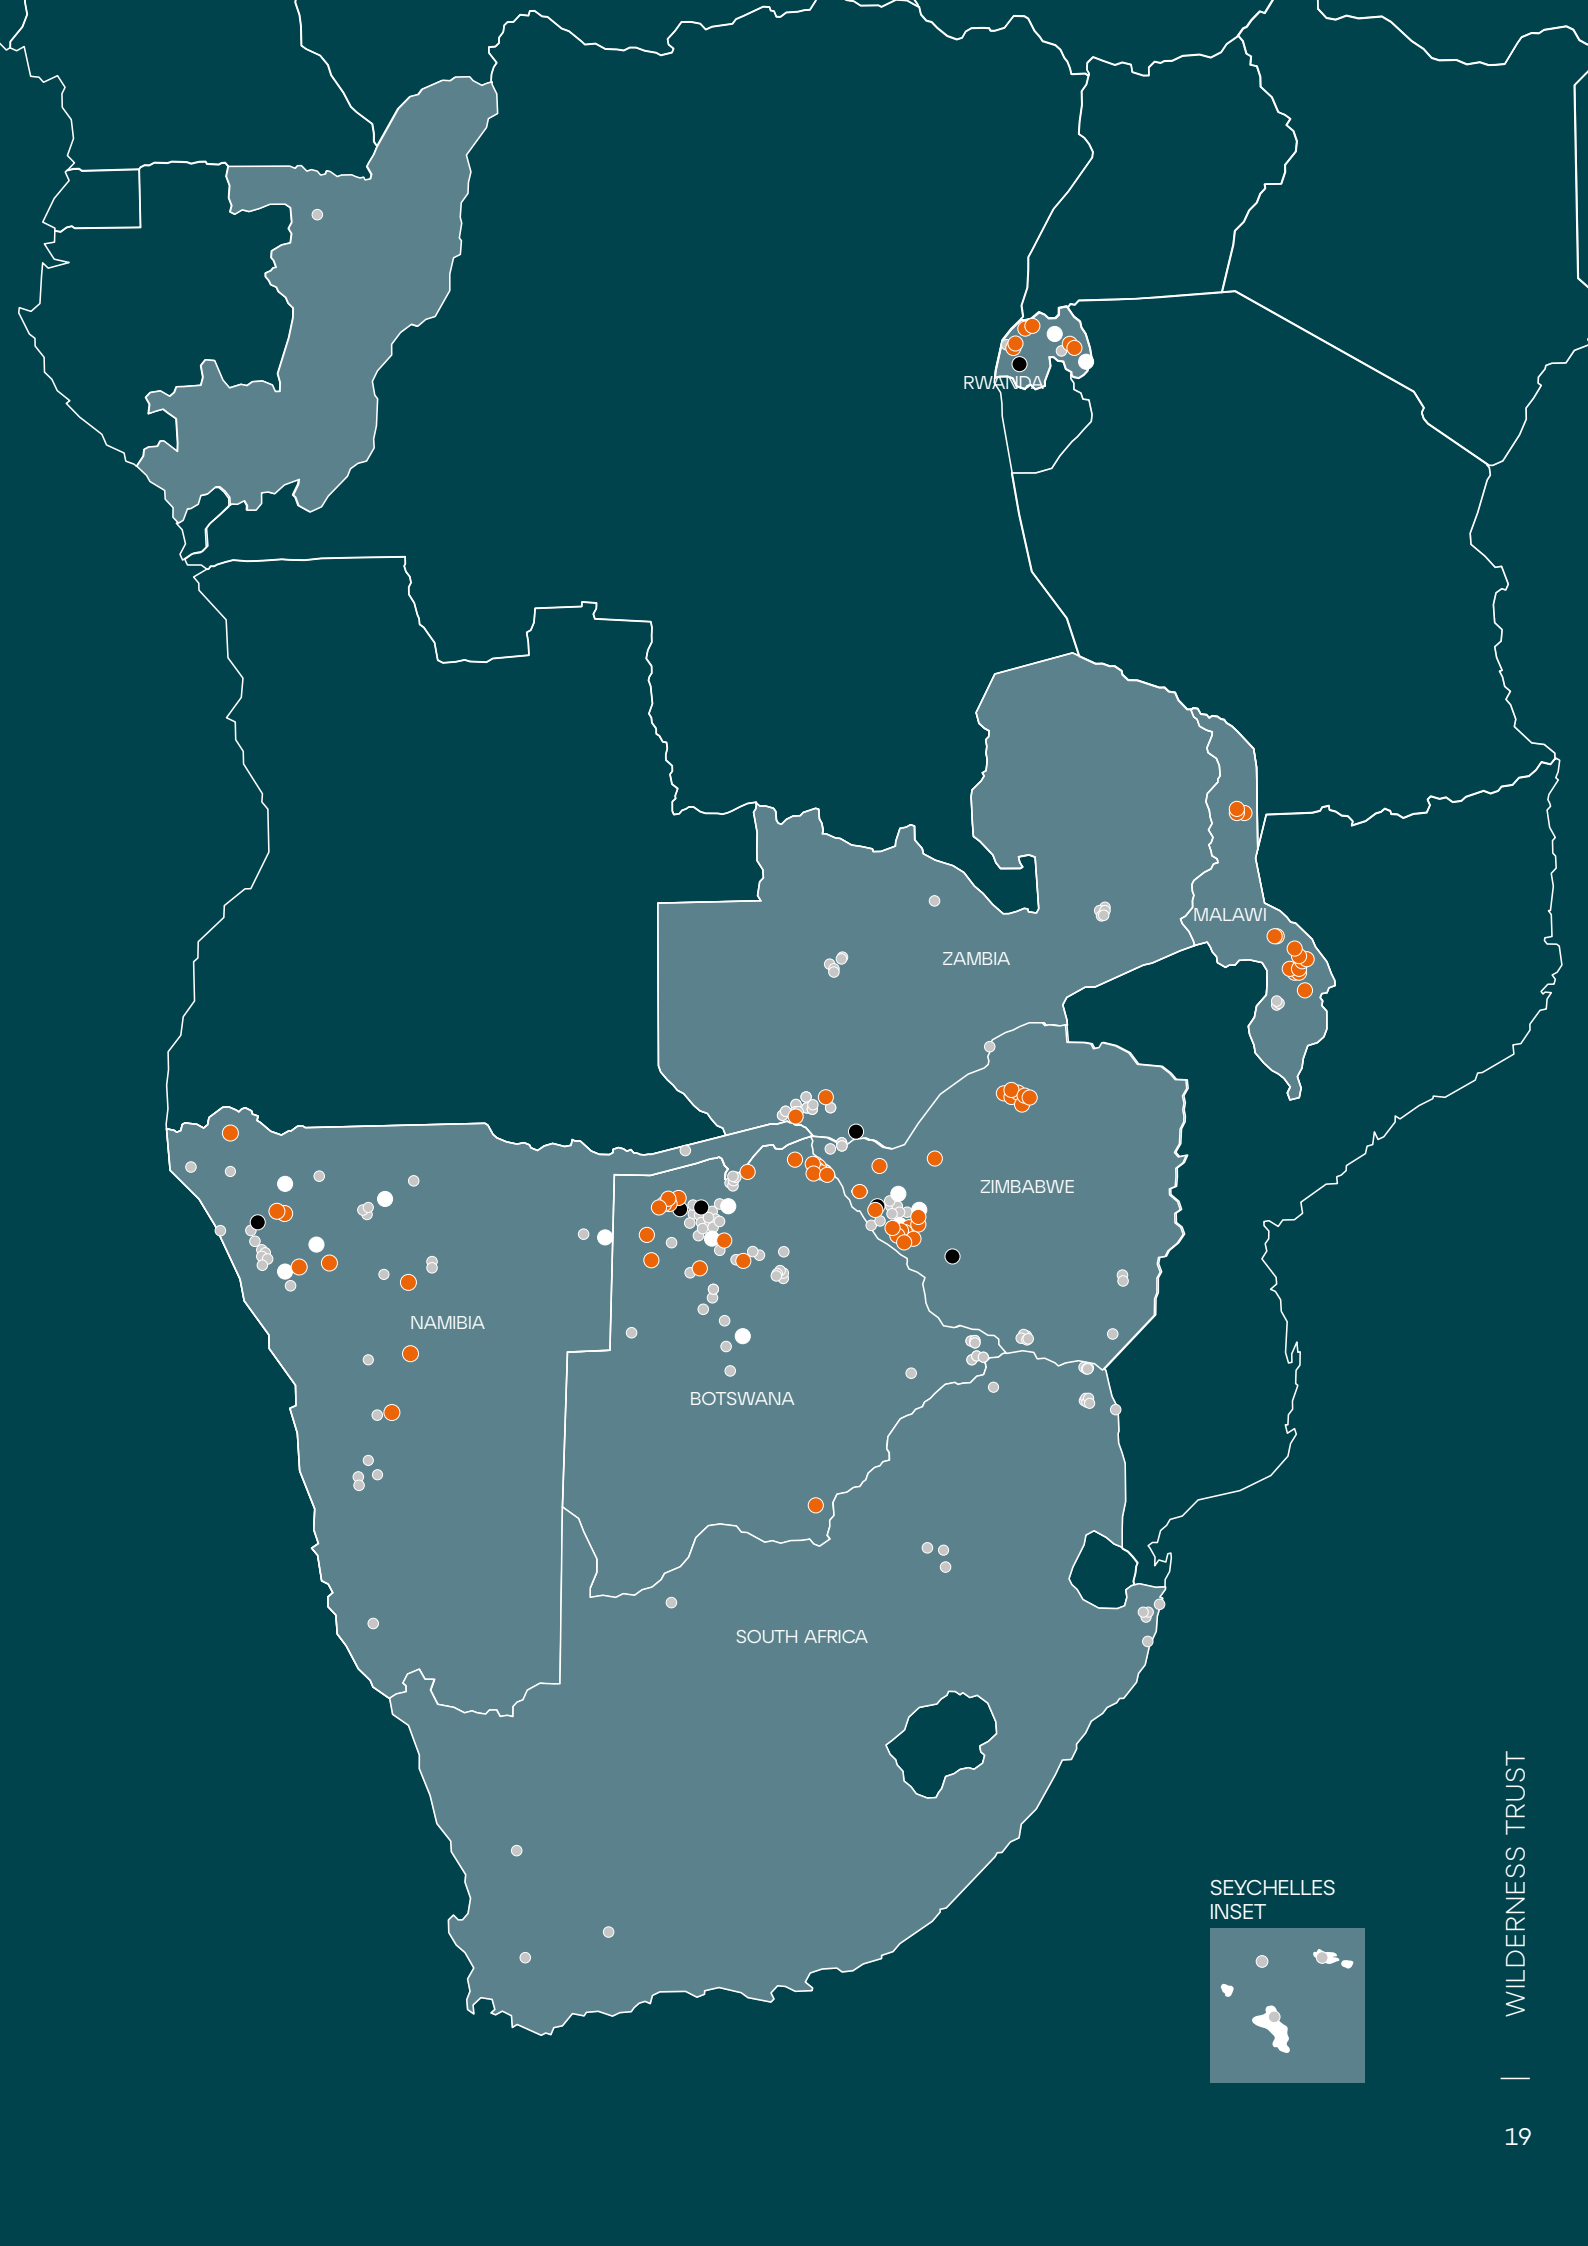 RWANDA
MALAWI
ZAMBIA
ZIMBABWE
NAMIBIA
BOTSWANA
SOUTH AFRICA
SEYCHELLES
INSET
WILDERNESS TRUST
19